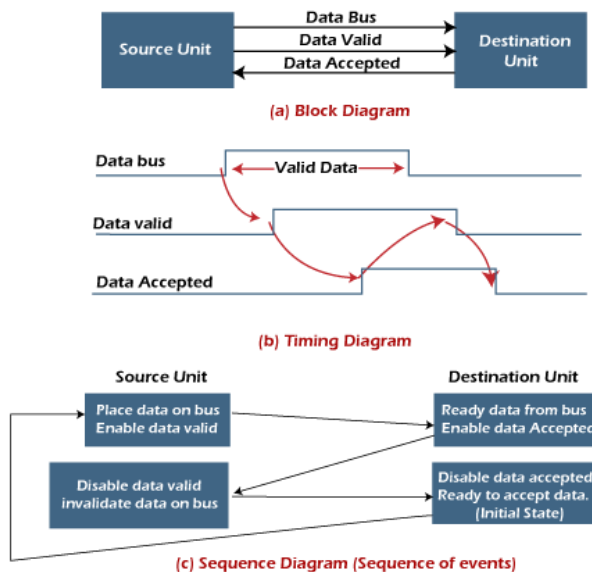 Data Bus
Source Unit
Data Valid
Destination
Unit
Data Accepted
(a) Block Diagram
Data bus
Valid Data
Data valid
Data Accepted
(b) Timing Diagram
Source Unit
Destination Unit
Place data on bus
Enable data valid
Ready data from bus
Enable data Accepted
Disable data valid
invalidate data on bus
Disable data accepted
Ready to accept data.
(Initial State)
(c) Sequence Diagram (Sequence of events)